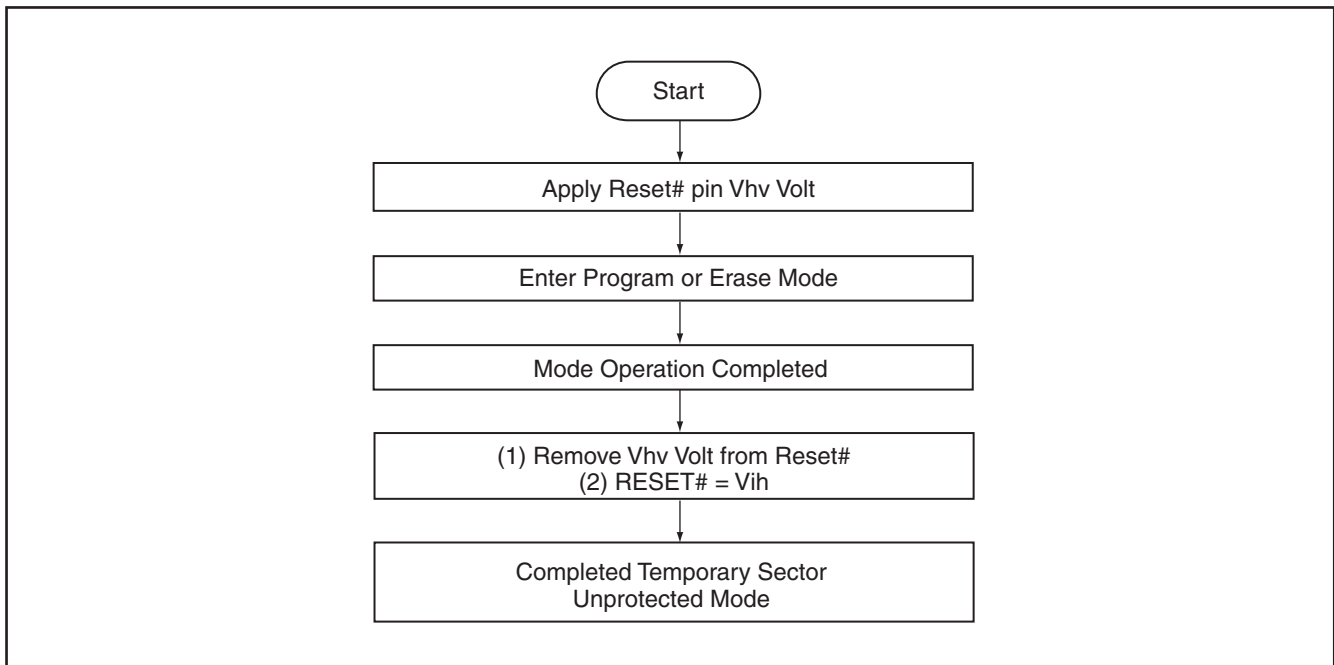 Start
Apply Reset# pin Vhv Volt
Enter Program or Erase Mode
Mode Operation Completed
(1) Remove Vhv Volt from Reset#
(2) RESET# = Vih
Completed Temporary Sector
Unprotected Mode